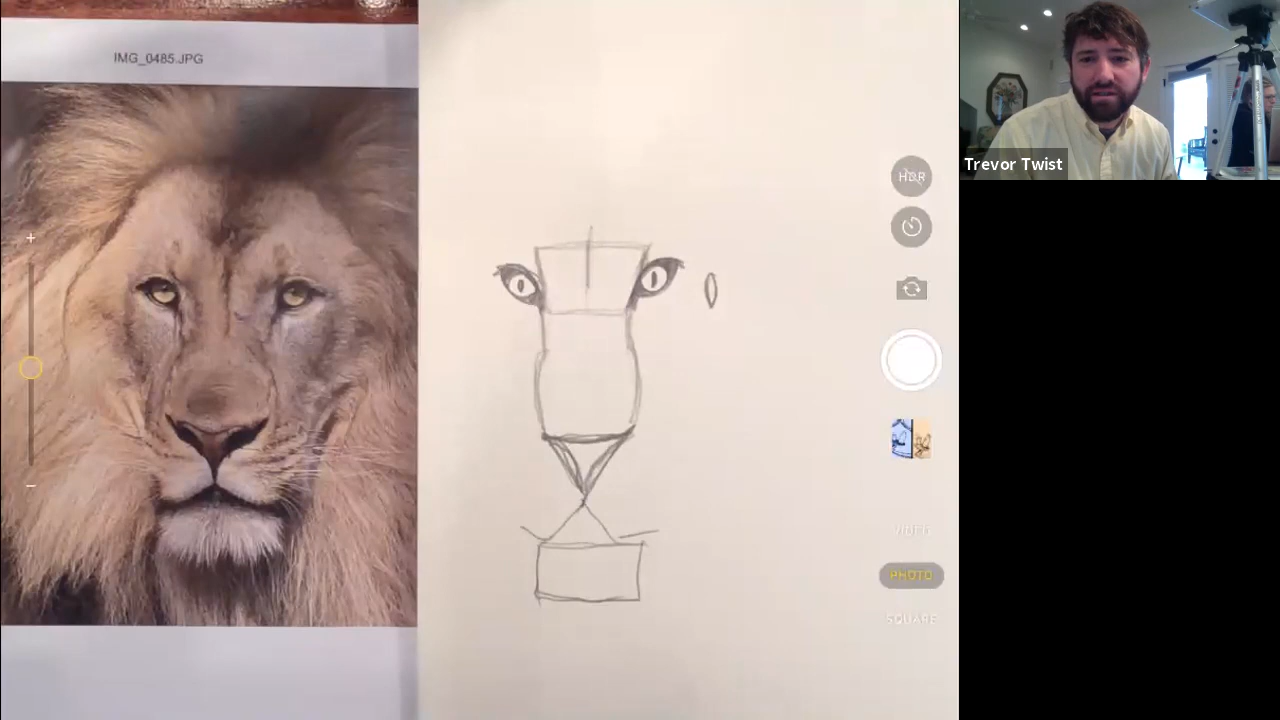 IMG_0485.JPG
Trevor Twist
HDR
VIDEO
PHOTO
SQUARE